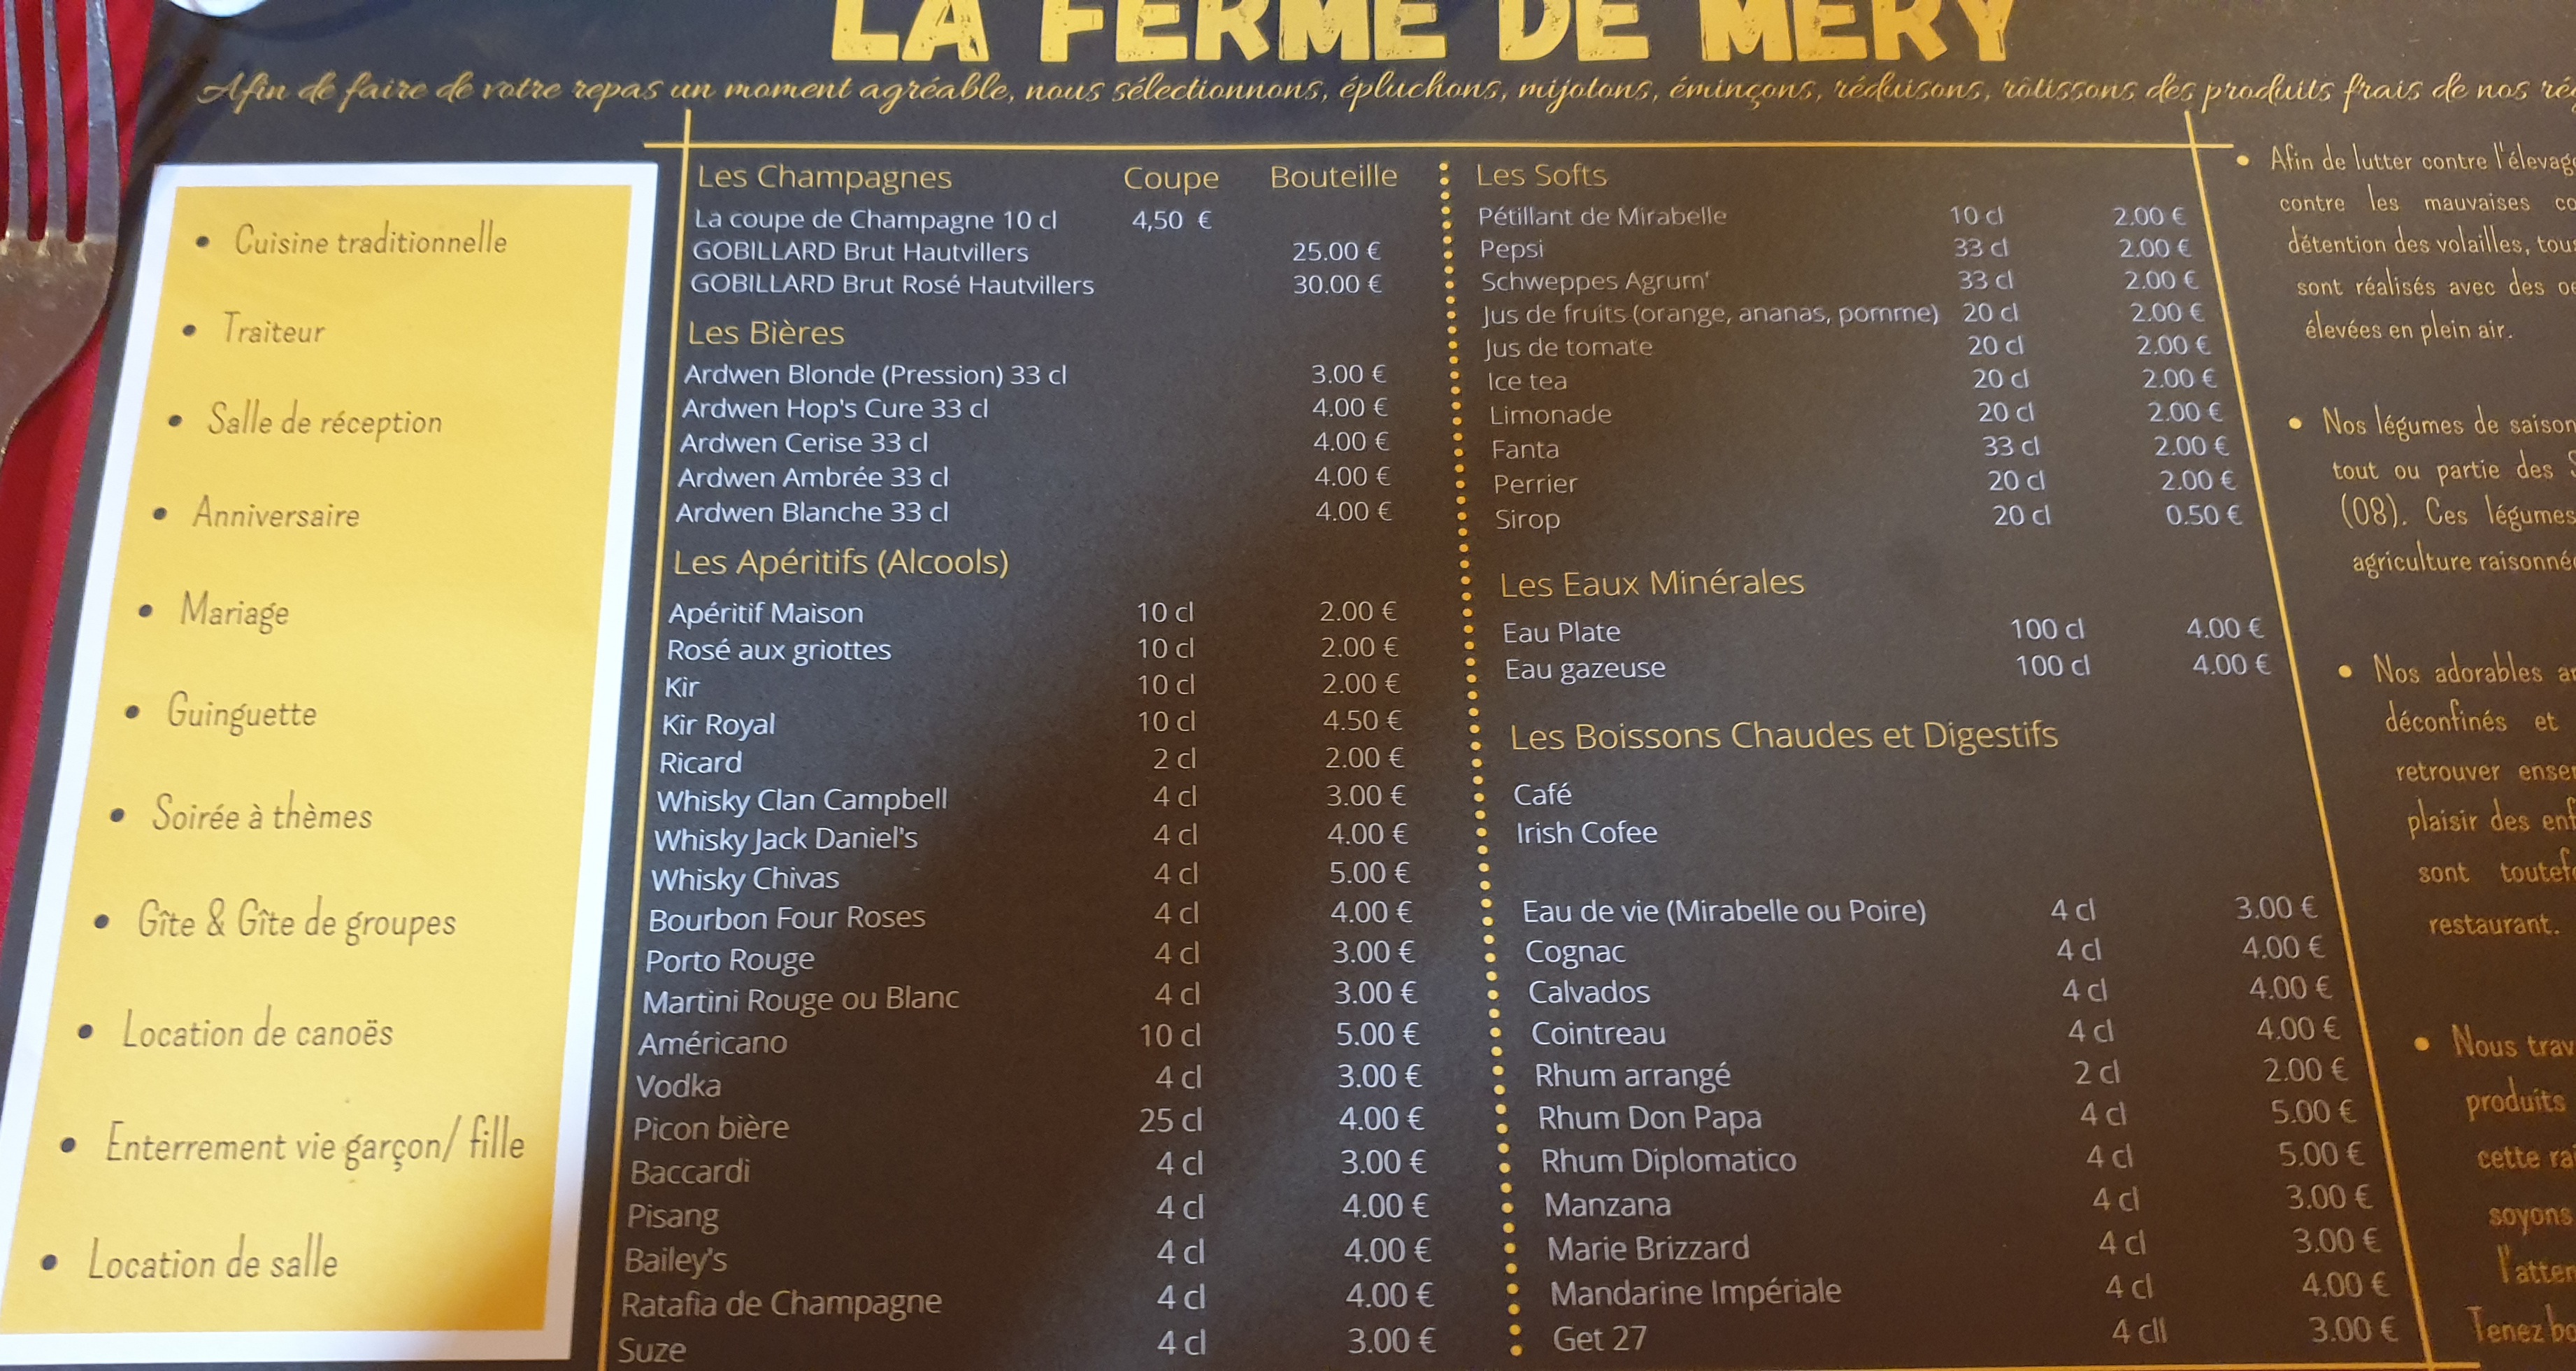 LA FERME DE MERY
Afin de faire de votre repas un moment agréable, nous sélectionnons, épluchons, mijotons, éminçons, réduisons, rôtissons des produits frais de nos
• Cuisine traditionnelle
• Traiteur
• Salle de réception
• Anniversaire
• Mariage
• Guinguette
• Soirée à thèmes
• Gîte & Gîte de groupes
• Location de canoës
• Enterrement vie garçon/ fille
• Location de salle
Les Champagnes Coupe Bouteille
La coupe de Champagne 10 cl 4,50 €
GOBILLARD Brut Hautvillers 25.00 €
GOBILLARD Brut Rosé Hautvillers 30.00 €
Les Bières
Ardwen Blonde (Pression) 33 cl 3.00 €
Ardwen Hop's Cure 33 cl 4.00 €
Ardwen Cerise 33 cl 4.00 €
Ardwen Ambrée 33 cl 4.00 €
Ardwen Blanche 33 cl 4.00 €
Les Apéritifs (Alcools)
Apéritif Maison 10 cl 2.00 €
Rosé aux griottes 10 cl 2.00 €
Kir 10 cl 2.00 €
Kir Royal 10 cl 4.50 €
Ricard 2 cl 2.00 €
Whisky Clan Campbell 4 cl 3.00 €
Whisky Jack Daniel's 4 cl 4.00 €
Whisky Chivas 4 cl 5.00 €
Bourbon Four Roses 4 cl 4.00 €
Porto Rouge 4 cl 3.00 €
Martini Rouge ou Blanc 4 cl 3.00 €
Américano 10 cl 5.00 €
Vodka 4 cl 3.00 €
Picon bière 25 cl 4.00 €
Baccardi 4 cl 3.00 €
Pisang 4 cl 4.00 €
Bailey's 4 cl 4.00 €
Ratafia de Champagne 4 cl 4.00 €
Suze 4 cl 3.00 €
Les Softs
Pétillant de Mirabelle 10 cl 2.00 €
Pepsi 33 cl 2.00 €
Schweppes Agrum' 33 cl 2.00 €
Jus de fruits (orange, ananas, pomme) 20 cl 2.00 €
Jus de tomate 20 cl 2.00 €
Ice tea 20 cl 2.00 €
Limonade 20 cl 2.00 €
Fanta 33 cl 2.00 €
Perrier 20 cl 2.00 €
Sirop 20 cl 0.50 €
Les Eaux Minérales
Eau Plate 100 cl 4.00 €
Eau gazeuse 100 cl 4.00 €
Les Boissons Chaudes et Digestifs
Café
Irish Cofee
Eau de vie (Mirabelle ou Poire) 4 cl 3.00 €
Cognac 4 cl 4.00 €
Calvados 4 cl 4.00 €
Cointreau 4 cl 4.00 €
Rhum arrangé 2 cl 2.00 €
Rhum Don Papa 4 cl 5.00 €
Rhum Diplomatico 4 cl 5.00 €
Manzana 4 cl 3.00 €
Marie Brizzard 4 cl 3.00 €
Mandarine Impériale 4 cl 4.00 €
Get 27 4 cll 3.00 €
• Afin de lutter contre l'élevag
contre les mauvaises co
détention des volailles, tous
sont réalisés avec des oe
élevées en plein air.
• Nos légumes de saison
tout ou partie des
(08). Ces légumes
agriculture raisonné
• Nos adorables
déconfinés et
retrouver
plaisir des enf
sont toutef
restaurant.
• Nous trav
produits
cette
soyons
l'atten
Tenez bo